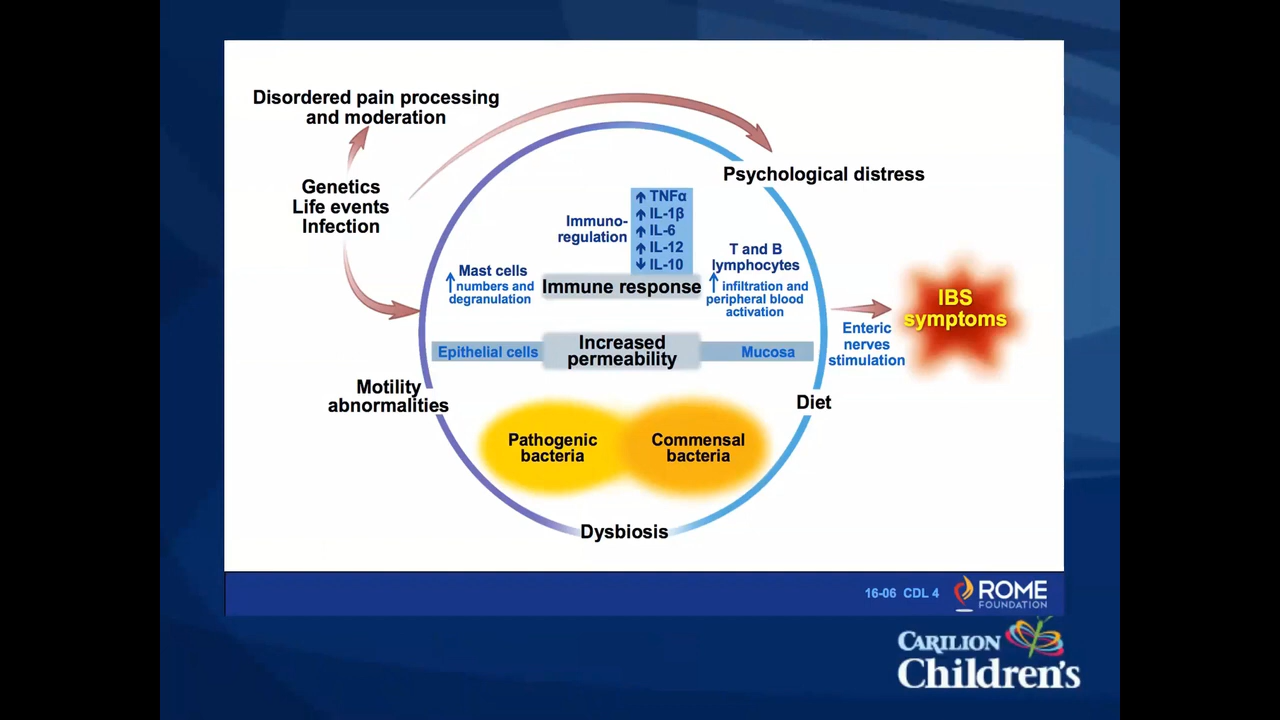 Disordered pain processing
and moderation
Genetics
Life events
Infection
Psychological distress
Immuno-
regulation
TNFα
IL-1β
IL-6
IL-12
IL-10
Mast cells
numbers and
degranulation
Immune response
T and B
lymphocytes
infiltration and
peripheral blood
activation
IBS
symptoms
Enteric
nerves
stimulation
Epithelial cells
Increased
permeability
Mucosa
Motility
abnormalities
Diet
Pathogenic
bacteria
Commensal
bacteria
Dysbiosis
16-06 CDL 4
ROME
FOUNDATION
CARILION
Children's